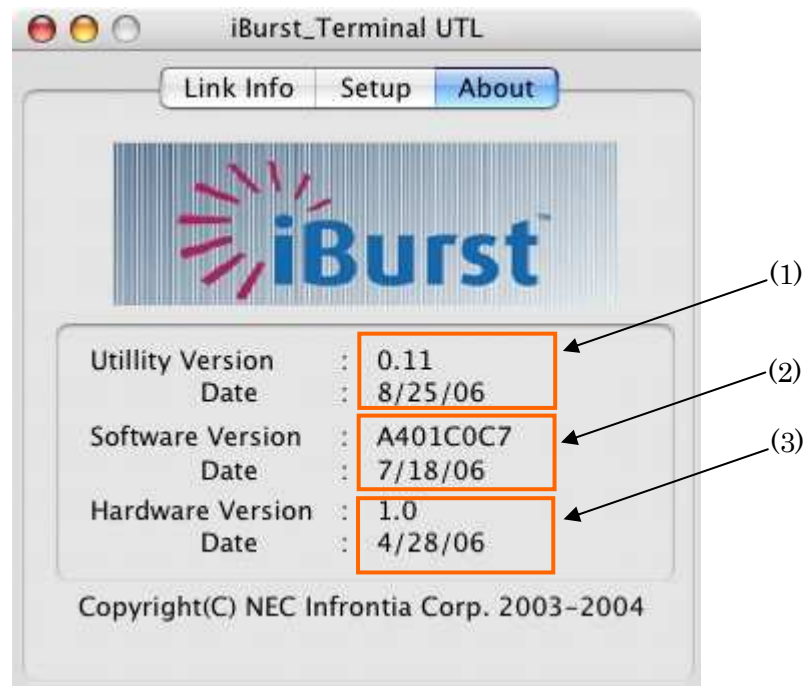 iBurst_Terminal UTL
Link Info Setup About
iBurst™
(1)
Utillity Version : 0.11
Date : 8/25/06
(2)
Software Version : A401C0C7
Date : 7/18/06
(3)
Hardware Version : 1.0
Date : 4/28/06
Copyright(C) NEC Infrontia Corp. 2003-2004